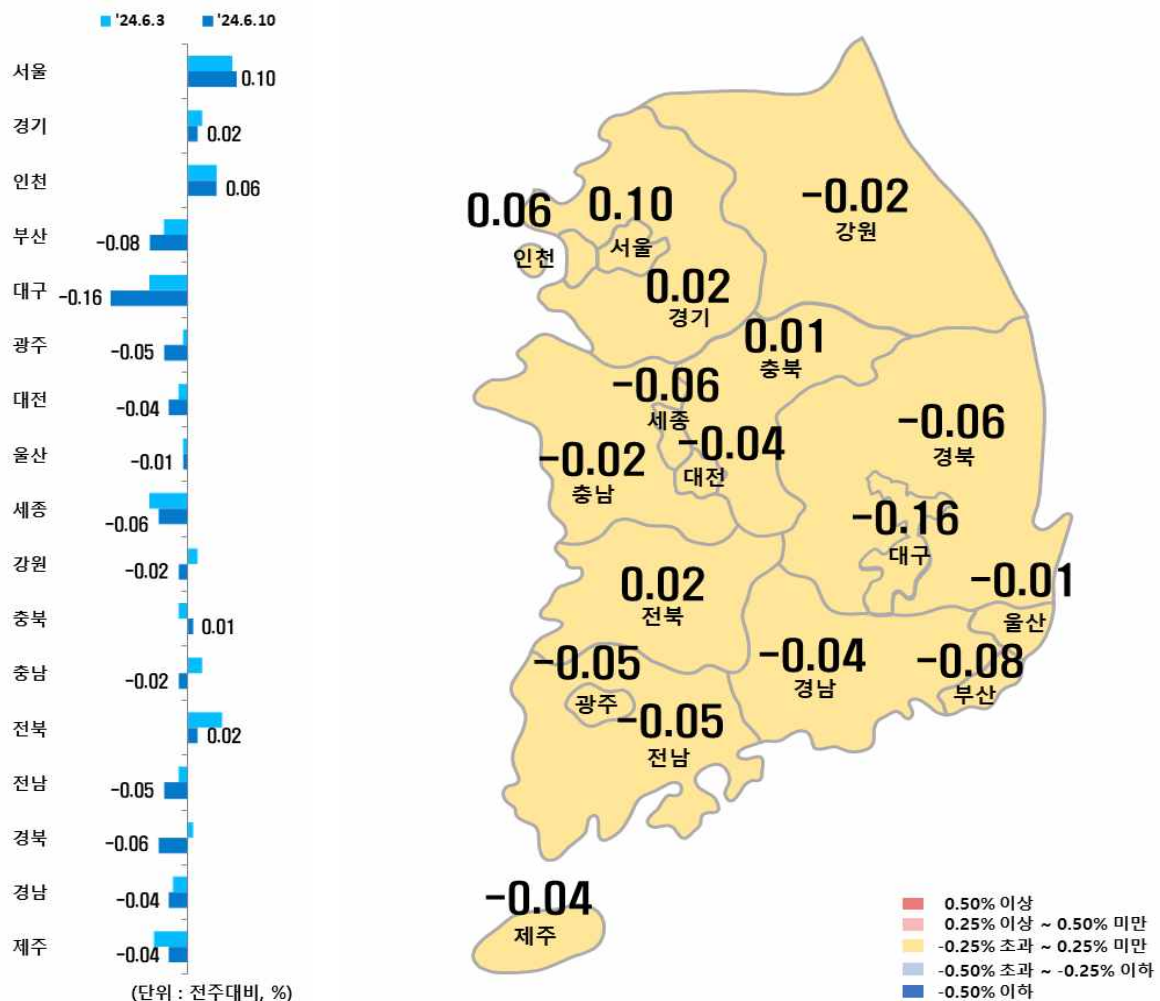 '24.6.3 '24.6.10
서울 0.10
경기 0.02
인천 0.06
부산 -0.08
대구 -0.16
광주 -0.05
대전 -0.04
울산 -0.01
세종 -0.06
강원 -0.02
충북 0.01
충남 -0.02
전북 0.02
전남 -0.05
경북 -0.06
경남 -0.04
제주 -0.04
(단위 : 전주대비, %)
-0.02
강원
0.06
인천
0.10
서울
0.02
경기
0.01
충북
-0.06
세종
-0.06
경북
-0.04
대전
-0.02
충남
-0.16
대구
-0.01
울산
0.02
전북
-0.04
경남
-0.08
부산
-0.05
광주
-0.05
전남
-0.04
제주
0.50% 이상
0.25% 이상 ~ 0.50% 미만
-0.25% 초과 ~ 0.25% 미만
-0.50% 초과 ~ -0.25% 이하
-0.50% 이하